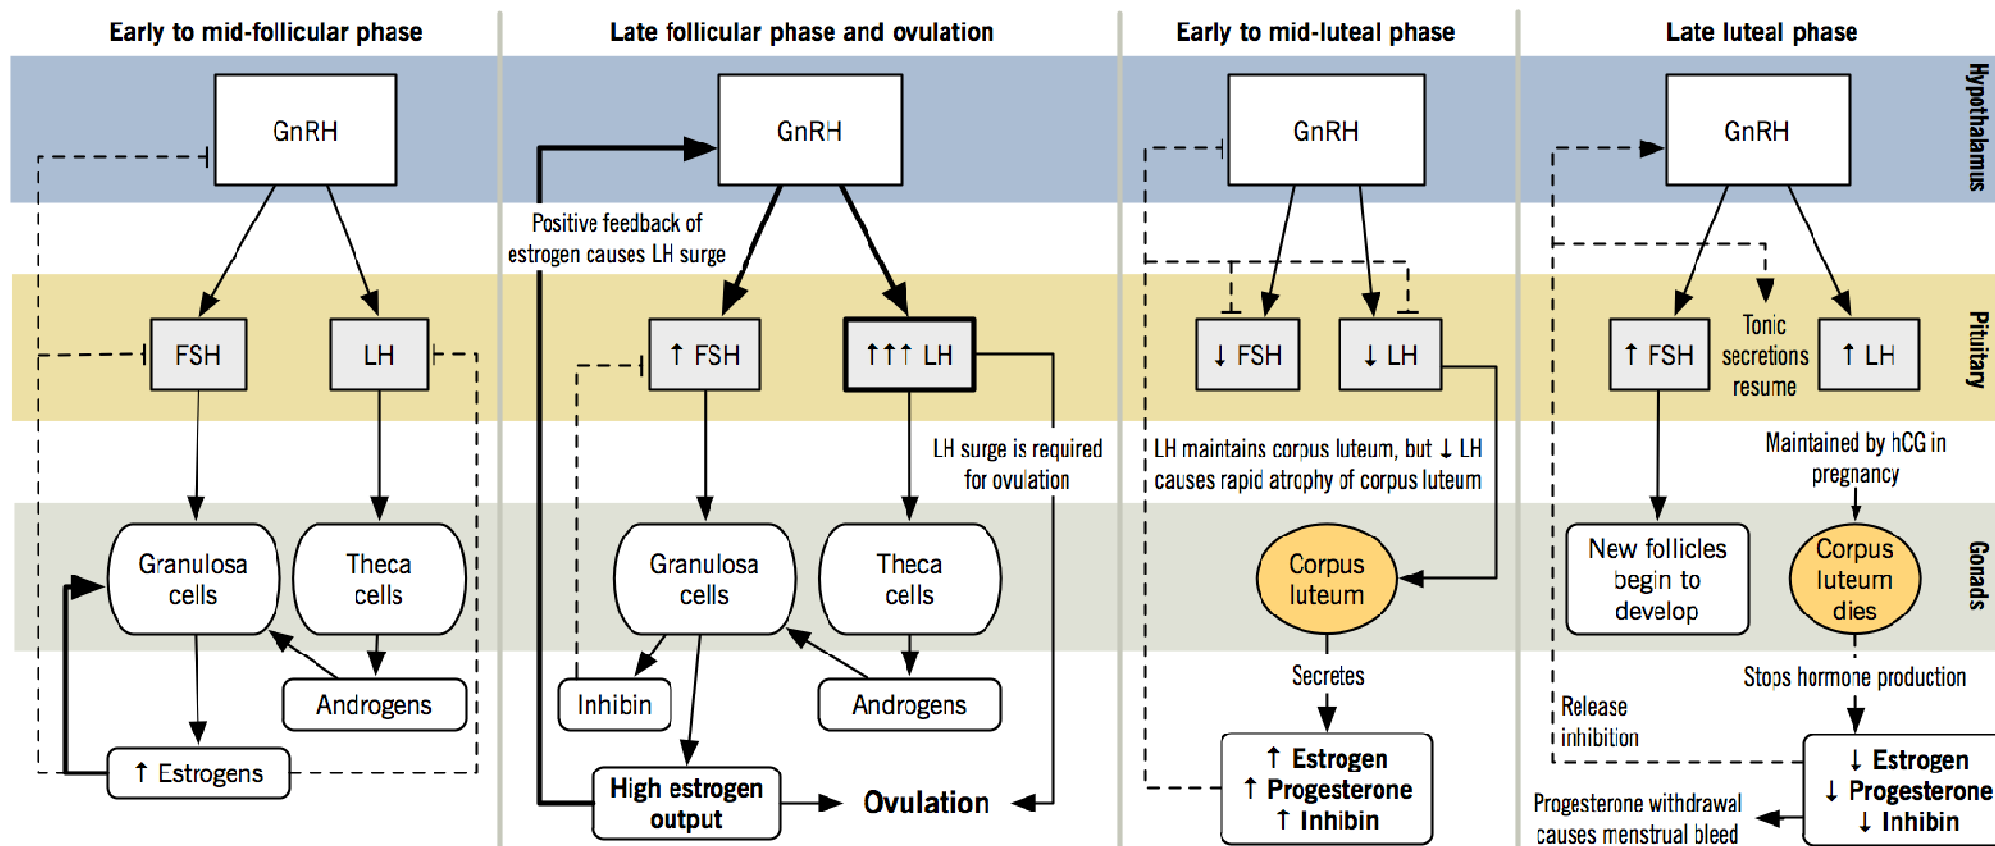 Early to mid-follicular phase
GnRH
FSH
LH
Granulosa
cells
Theca
cells
Androgens
↑ Estrogens
Late follicular phase and ovulation
GnRH
Positive feedback of
estrogen causes LH surge
↑ FSH
↑↑↑ LH
LH surge is required
for ovulation
Granulosa
cells
Theca
cells
Inhibin
Androgens
High estrogen
output
Ovulation
Early to mid-luteal phase
GnRH
↓ FSH
↓ LH
LH maintains corpus luteum, but ↓ LH
causes rapid atrophy of corpus luteum
Corpus
luteum
Secretes
↑ Estrogen
↑ Progesterone
↑ Inhibin
Late luteal phase
GnRH
↑ FSH
Tonic
secretions
resume
↑ LH
Maintained by hCG in
pregnancy
New follicles
begin to
develop
Corpus
luteum
dies
Stops hormone production
Release
inhibition
↓ Estrogen
↓ Progesterone
↓ Inhibin
Progesterone withdrawal
causes menstrual bleed
Hypothalamus
Pituitary
Gonads